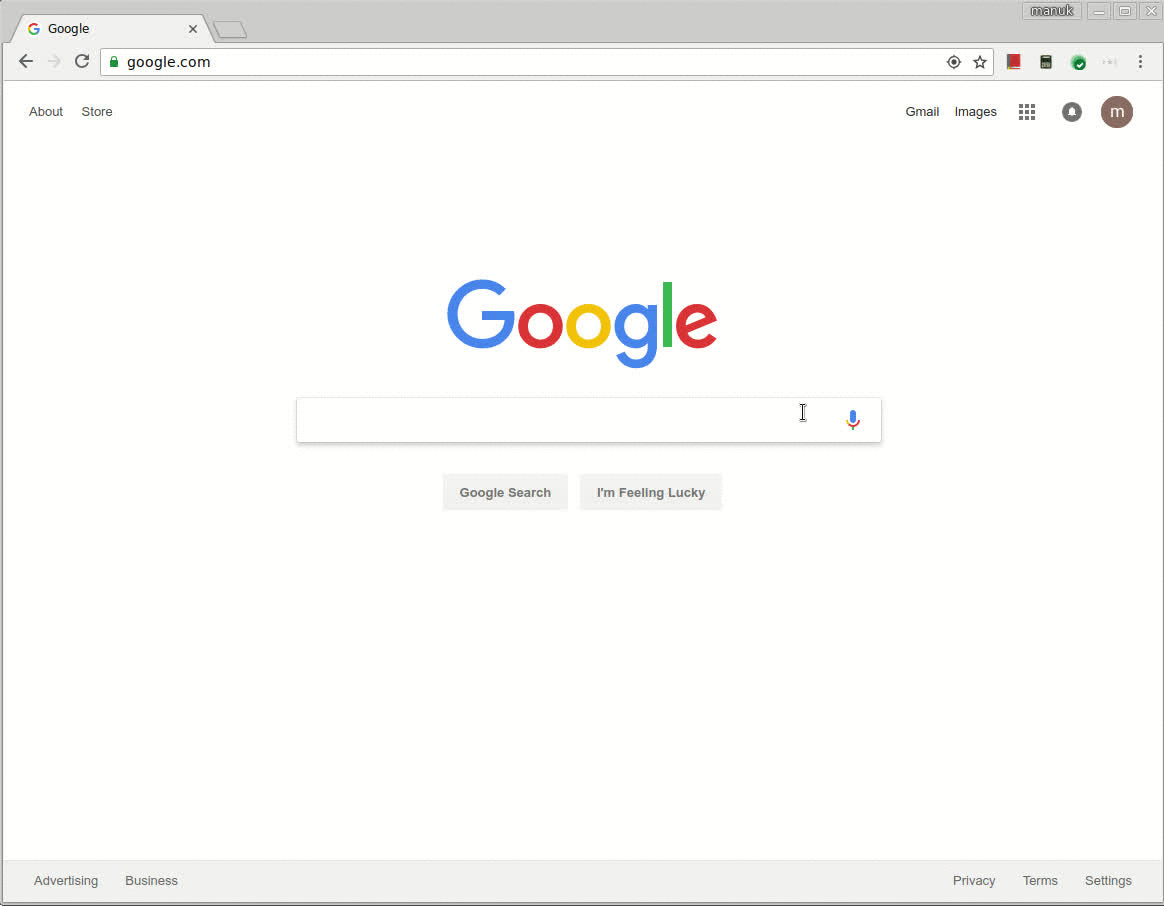 manuk
Google
google.com
About Store
Gmail Images m
Google
Google Search I'm Feeling Lucky
Advertising Business
Privacy Terms Settings